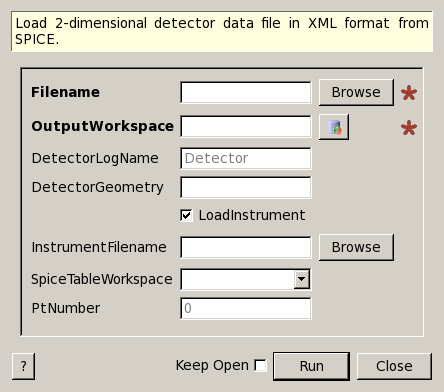 Load 2-dimensional detector data file in XML format from
SPICE.
Filename Browse *
OutputWorkspace *
DetectorLogName Detector
DetectorGeometry
LoadInstrument
InstrumentFilename Browse
SpiceTableWorkspace
PtNumber 0
? Keep Open Run Close